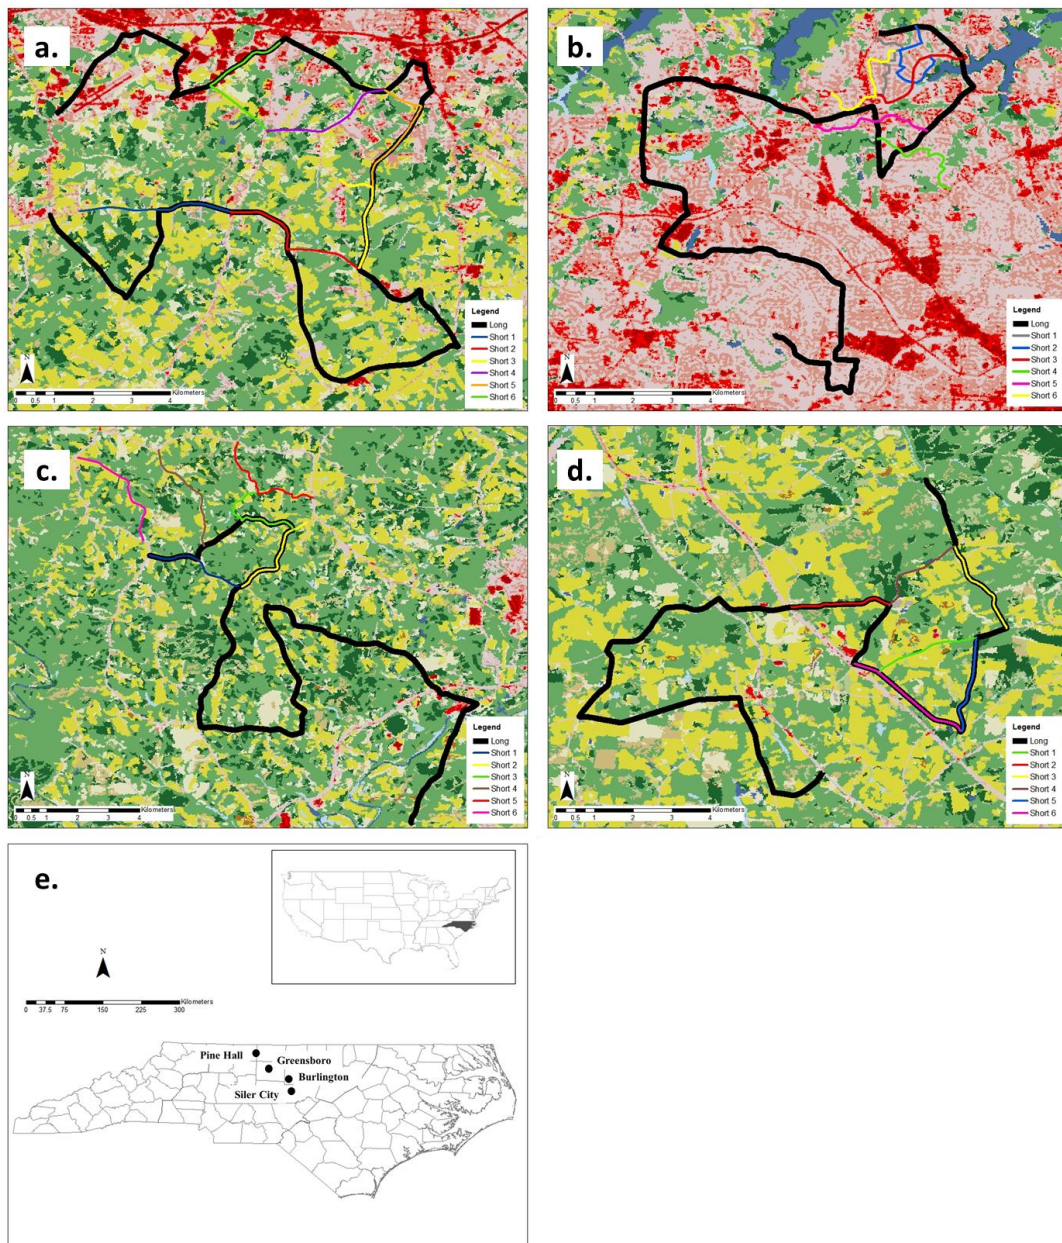 a.
Legend
Long
Short 1
Short 2
Short 3
Short 4
Short 5
Short 6
N
Kilometers
0 0.5 1 2 3 4
b.
Legend
Long
Short 1
Short 2
Short 3
Short 4
Short 5
Short 6
N
Kilometers
0 0.5 1 2 3 4
c.
Legend
Long
Short 1
Short 2
Short 3
Short 4
Short 5
Short 6
N
Kilometers
0 0.5 1 2 3 4
d.
Legend
Long
Short 1
Short 2
Short 3
Short 4
Short 5
Short 6
N
Kilometers
0 0.5 1 2 3 4
e.
N
Kilometers
0 37.5 75 150 225 300
Pine Hall
Greensboro
Burlington
Siler City